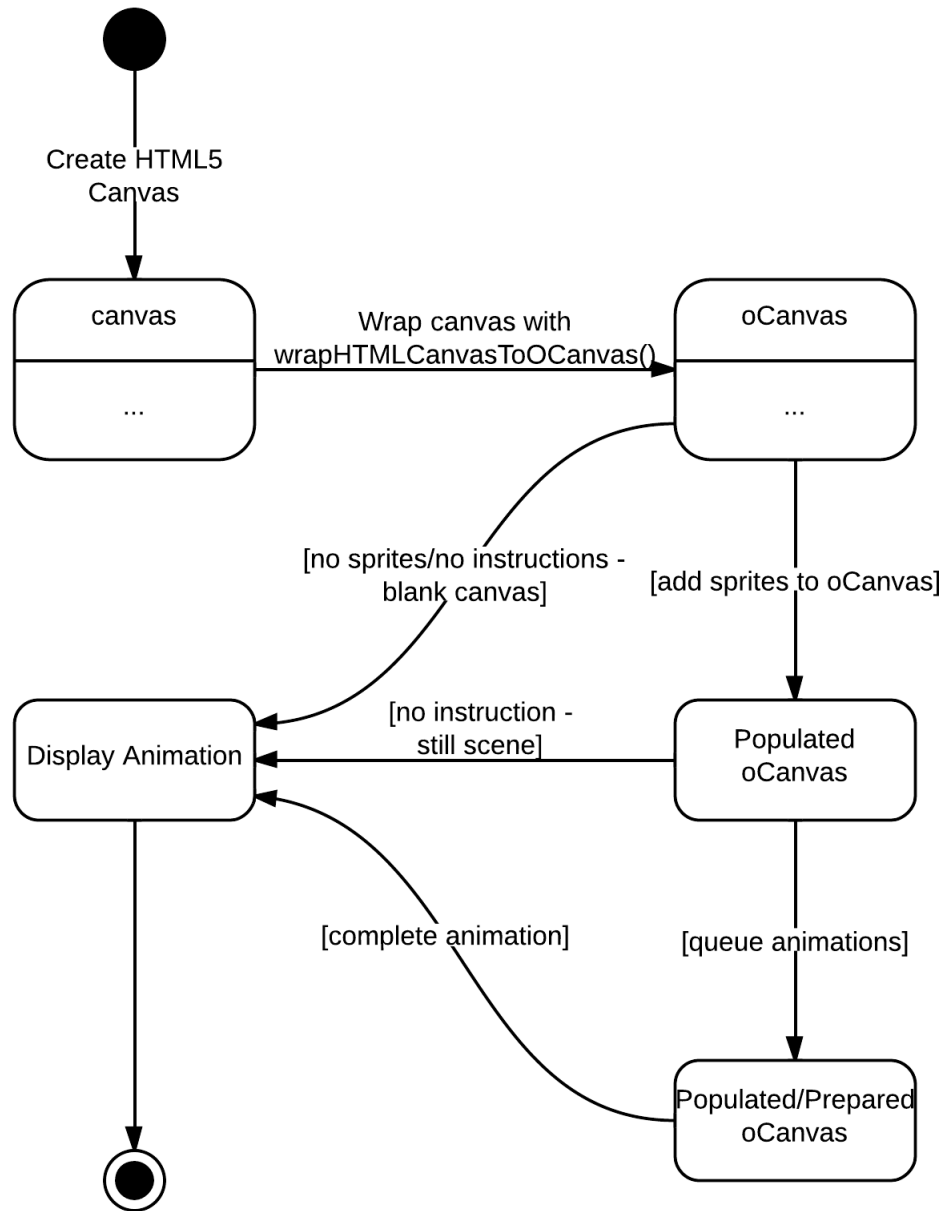 Create HTML5
Canvas
canvas
...
Wrap canvas with
wrapHTMLCanvasToOCanvas()
oCanvas
...
[no sprites/no instructions -
blank canvas]
[add sprites to oCanvas]
Display Animation
[no instruction -
still scene]
Populated
oCanvas
[complete animation]
[queue animations]
Populated/Prepared
oCanvas